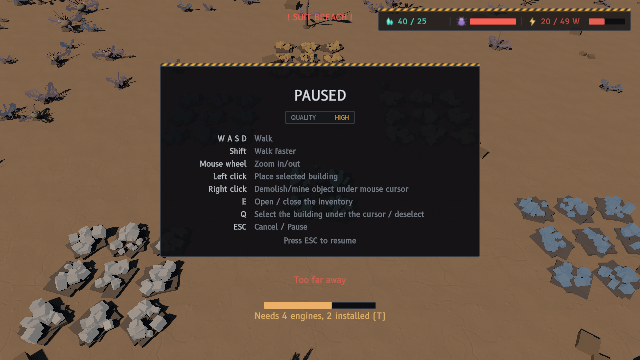 ! SUIT BREACH !
40 / 25
20 / 49 W
PAUSED
QUALITY HIGH
W A S D Walk
Shift Walk faster
Mouse wheel Zoom in/out
Left click Place selected building
Right click Demolish/mine object under mouse cursor
E Open / close the inventory
Q Select the building under the cursor / deselect
ESC Cancel / Pause
Press ESC to resume
Too far away
Needs 4 engines, 2 installed [T]